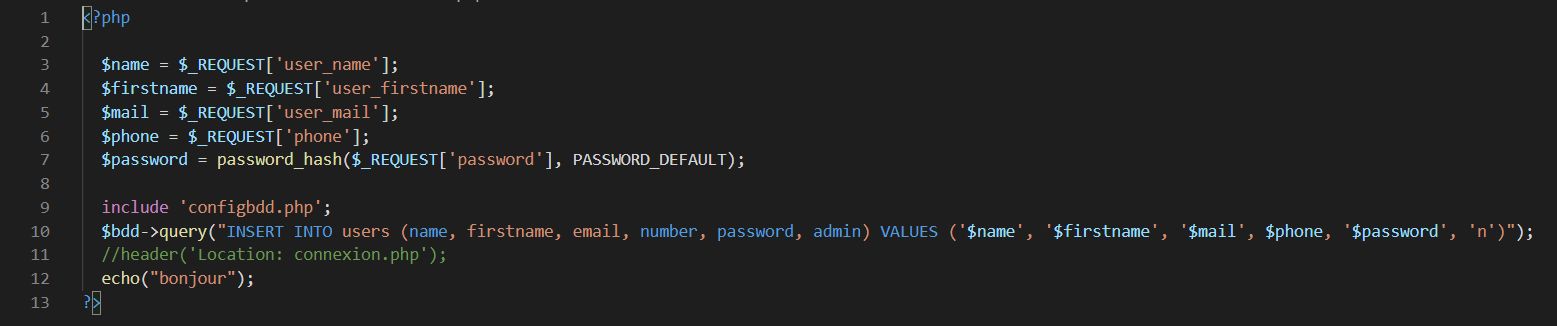 1 <?php
2
3 $name = $_REQUEST['user_name'];
4 $firstname = $_REQUEST['user_firstname'];
5 $mail = $_REQUEST['user_mail'];
6 $phone = $_REQUEST['phone'];
7 $password = password_hash($_REQUEST['password'], PASSWORD_DEFAULT);
8
9 include 'configbdd.php';
10 $bdd->query("INSERT INTO users (name, firstname, email, number, password, admin) VALUES ('$name', '$firstname', '$mail', $phone, '$password', 'n')");
11 //header('Location: connexion.php');
12 echo("bonjour");
13 ?>